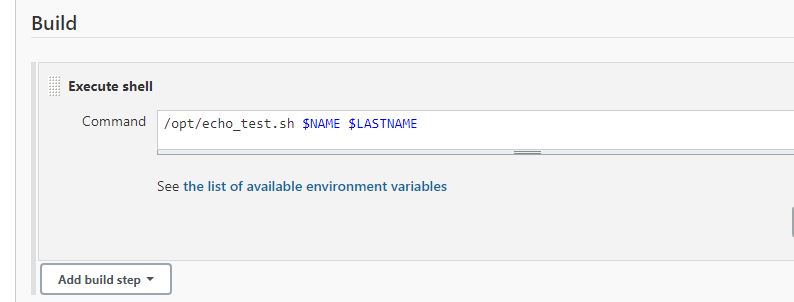 Build
Execute shell
Command
/opt/echo_test.sh $NAME $LASTNAME
See the list of available environment variables
Add build step